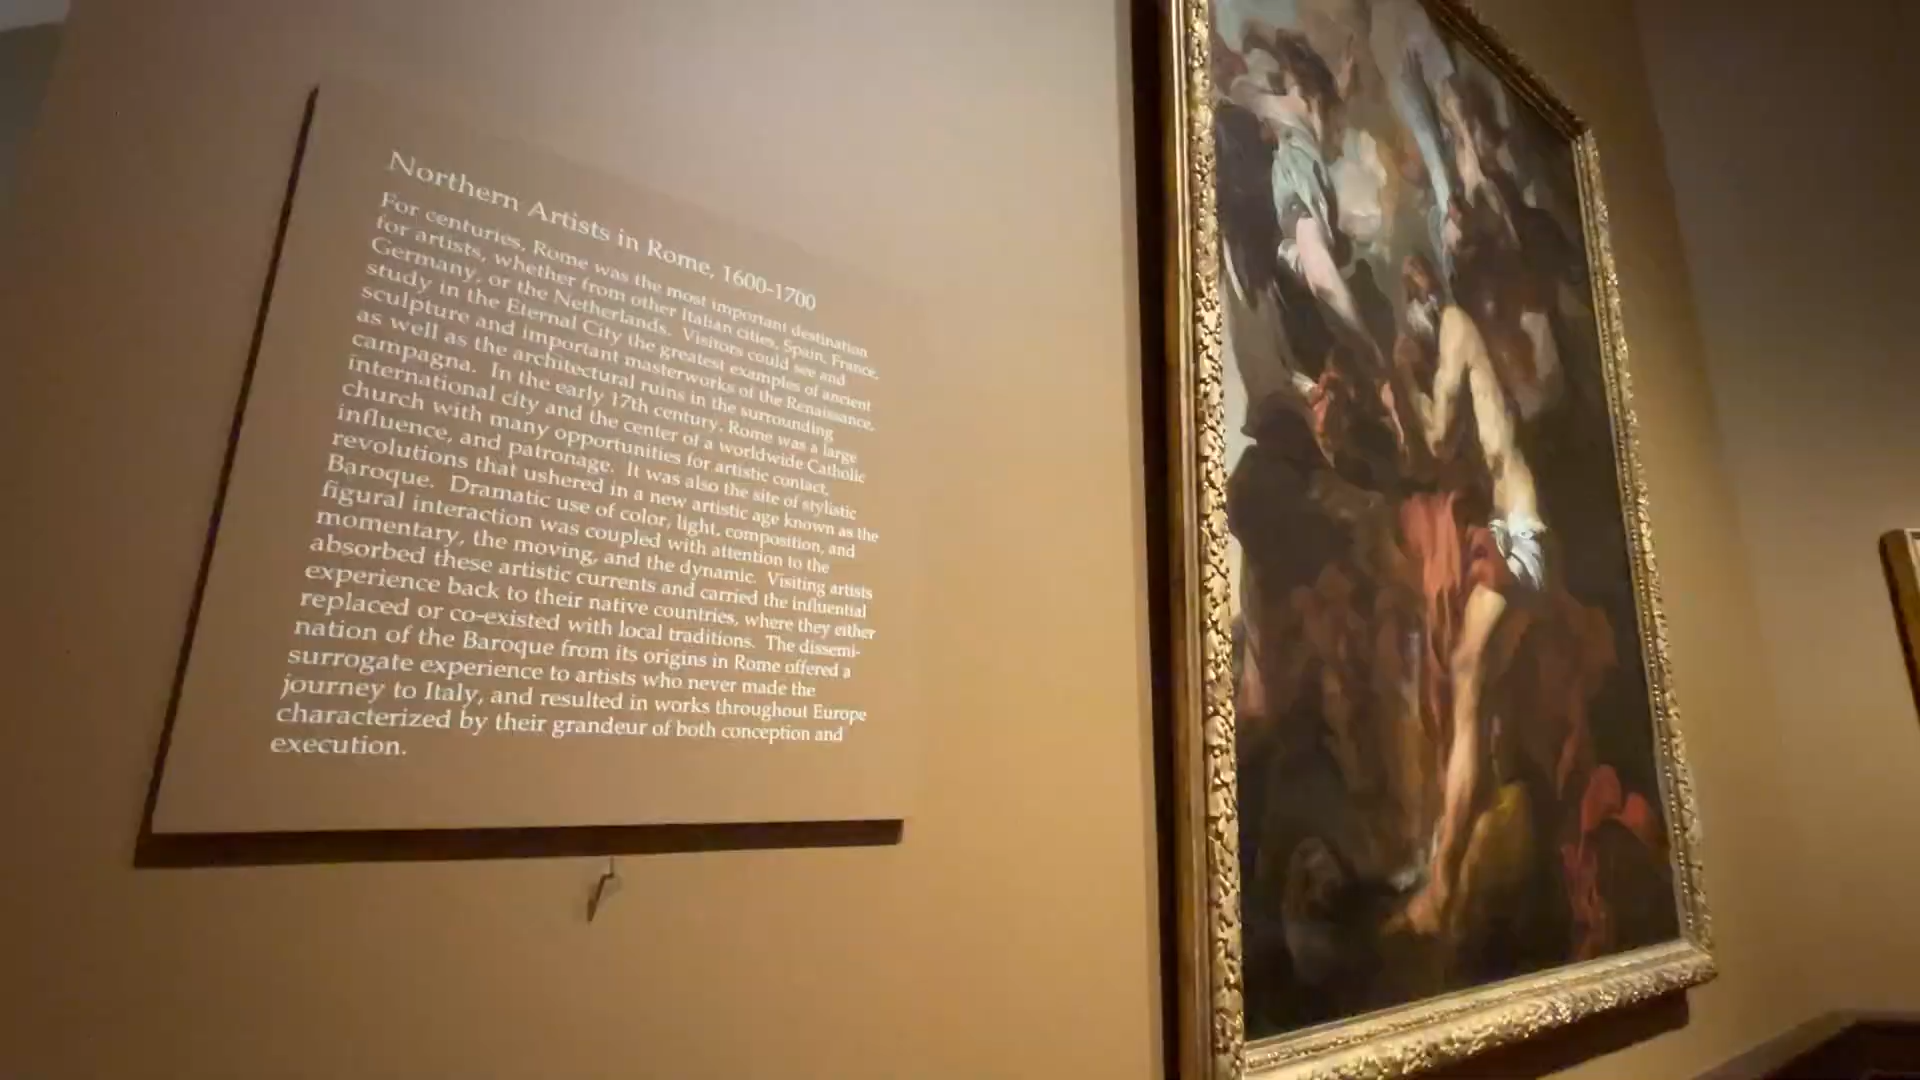 Northern Artists in Rome, 1600-1700
For centuries, Rome was the most important destination
for artists, whether from other Italian cities, Spain, France,
Germany, or the Netherlands. Visitors could see and
study in the Eternal City the greatest examples of ancient
sculpture and important masterworks of the Renaissance,
as well as the architectural ruins in the surrounding
campagna. In the early 17th century, Rome was a large
international city and the center of a worldwide Catholic
church with many opportunities for artistic contact,
influence, and patronage. It was also the site of stylistic
revolutions that ushered in a new artistic age known as the
Baroque. Dramatic use of color, light, composition, and
figural interaction was coupled with attention to the
momentary, the moving, and the dynamic. Visiting artists
absorbed these artistic currents and carried the influential
experience back to their native countries, where they either
replaced or co-existed with local traditions. The dissemi-
nation of the Baroque from its origins in Rome offered a
surrogate experience to artists who never made the
journey to Italy, and resulted in works throughout Europe
characterized by their grandeur of both conception and
execution.